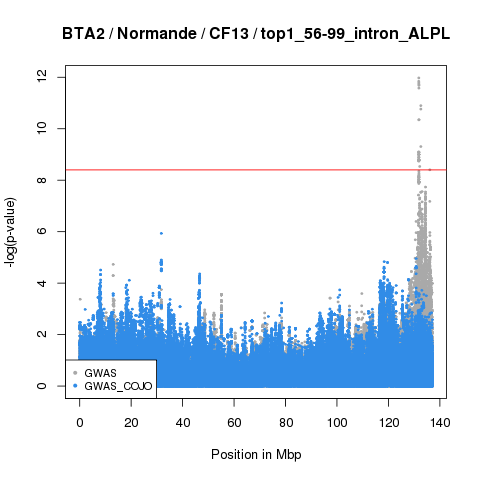 BTA2 / Normande / CF13 / top1_56-99_intron_ALPL
12
10
8
6
4
2
0
-log(p-value)
GWAS
GWAS_COJO
0 20 40 60 80 100 120 140
Position in Mbp